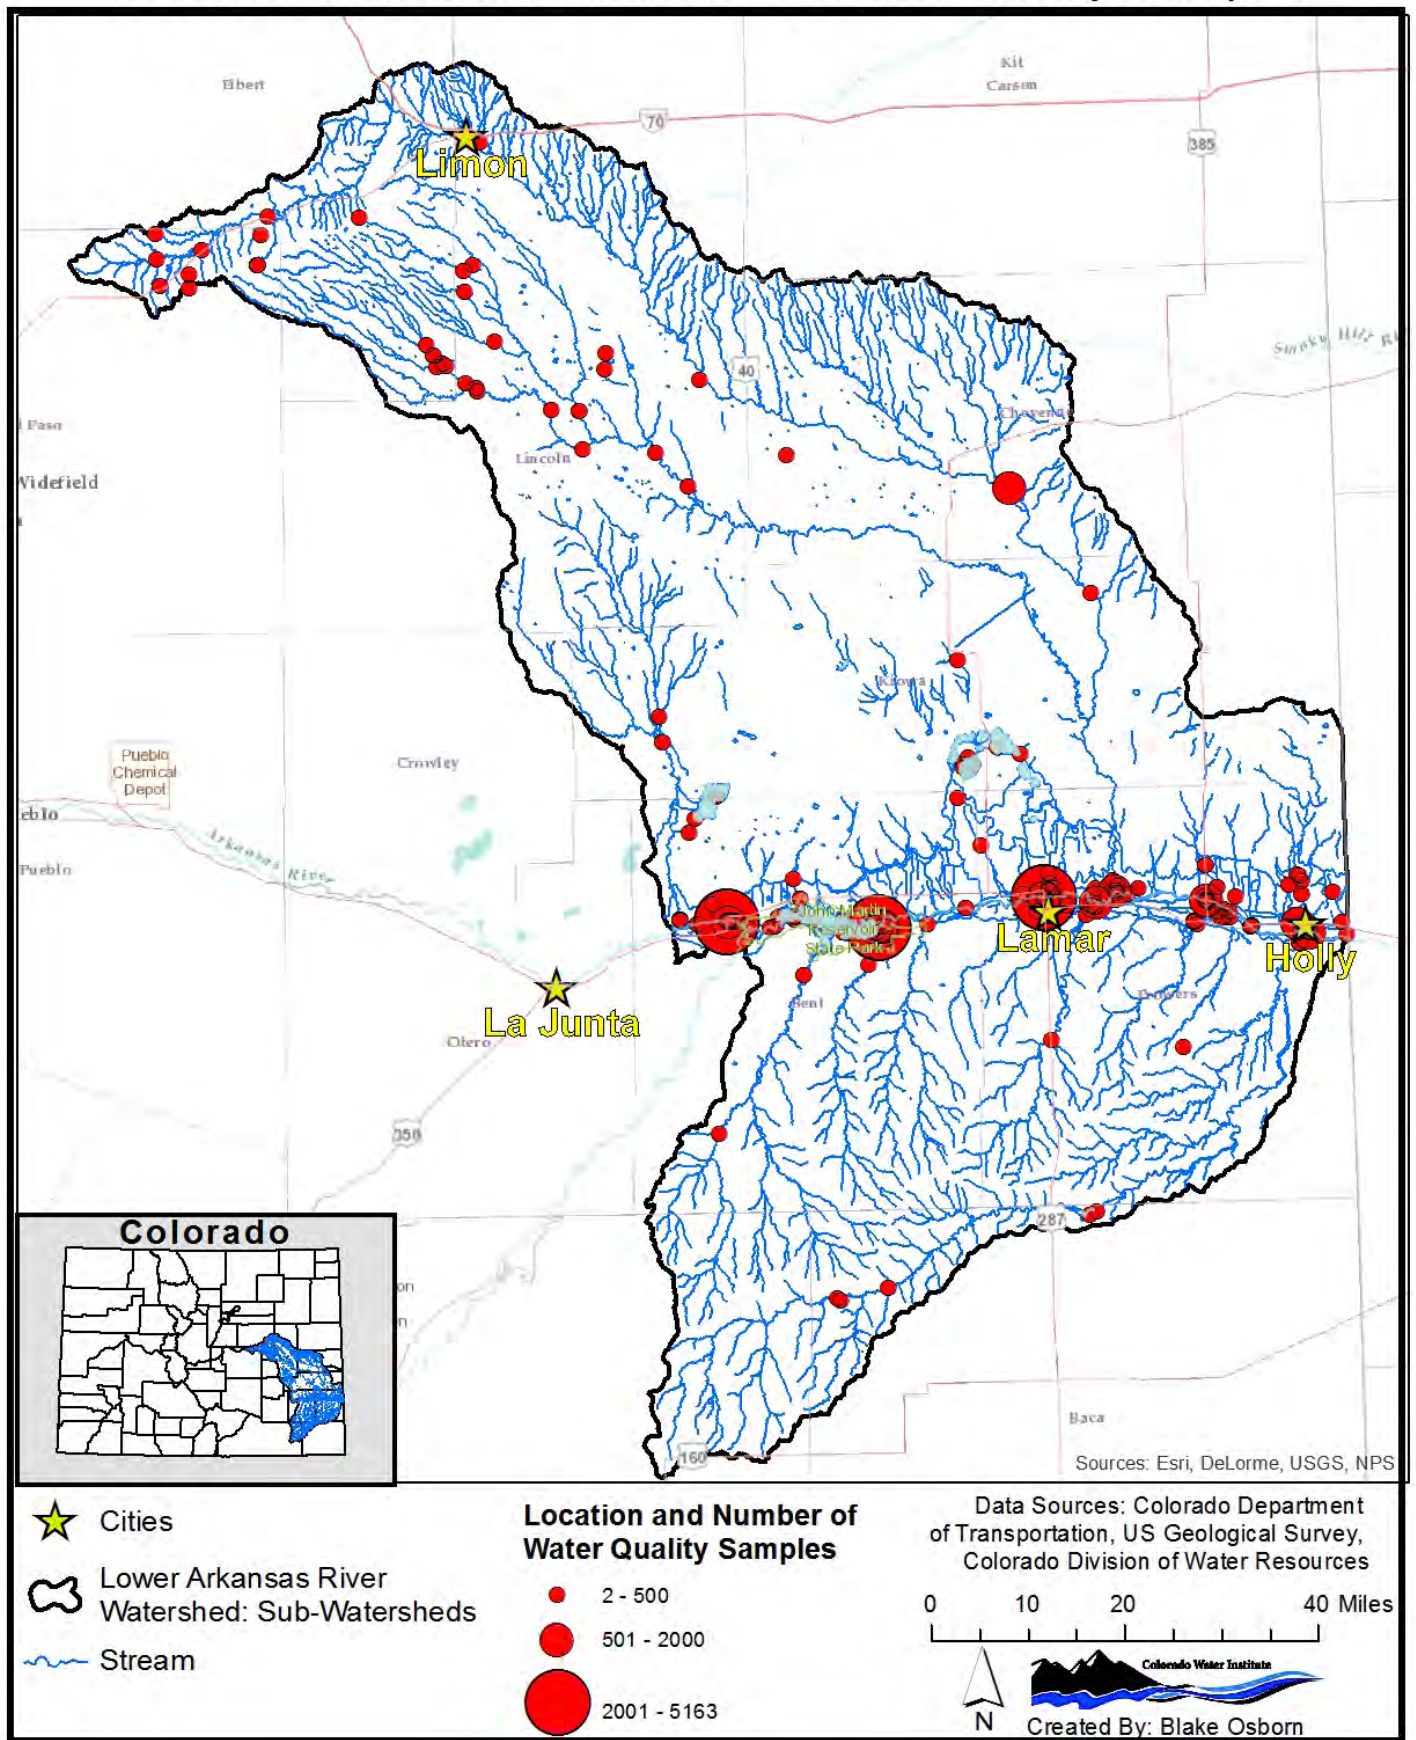 Elbert
Kit
Carson
70
385
Limon
40
Smoky Hill
Cheyenne
l Paso
Lincoln
Widefield
Kiowa
Pueblo
Chemical
Depot
Crowley
eblo
Arkansas River
Pueblo
John Martin
Reservoir
State Park
Lamar
Holly
La Junta
Bent
Prowers
Otero
350
287
Colorado
on
n
Baca
160
Sources: Esri, DeLorme, USGS, NPS
Cities
Lower Arkansas River
Watershed: Sub-Watersheds
Stream
Location and Number of
Water Quality Samples
2 - 500
501 - 2000
2001 - 5163
Data Sources: Colorado Department
of Transportation, US Geological Survey,
Colorado Division of Water Resources
0 10 20 40 Miles
N
Colorado Water Institute
Created By: Blake Osborn